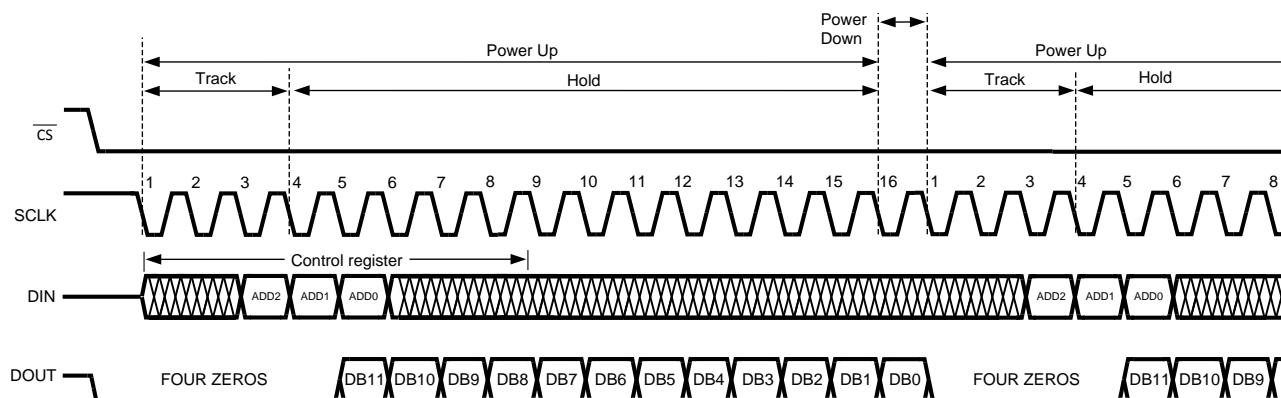 Power Down
Power Up
Power Up
Track
Hold
Track
Hold
CS
1 2 3 4 5 6 7 8 9 10 11 12 13 14 15 16 1 2 3 4 5 6 7 8
SCLK
Control register
DIN
ADD2 ADD1 ADD0
ADD2 ADD1 ADD0
DOUT
FOUR ZEROS
DB11 DB10 DB9 DB8 DB7 DB6 DB5 DB4 DB3 DB2 DB1 DB0
FOUR ZEROS
DB11 DB10 DB9